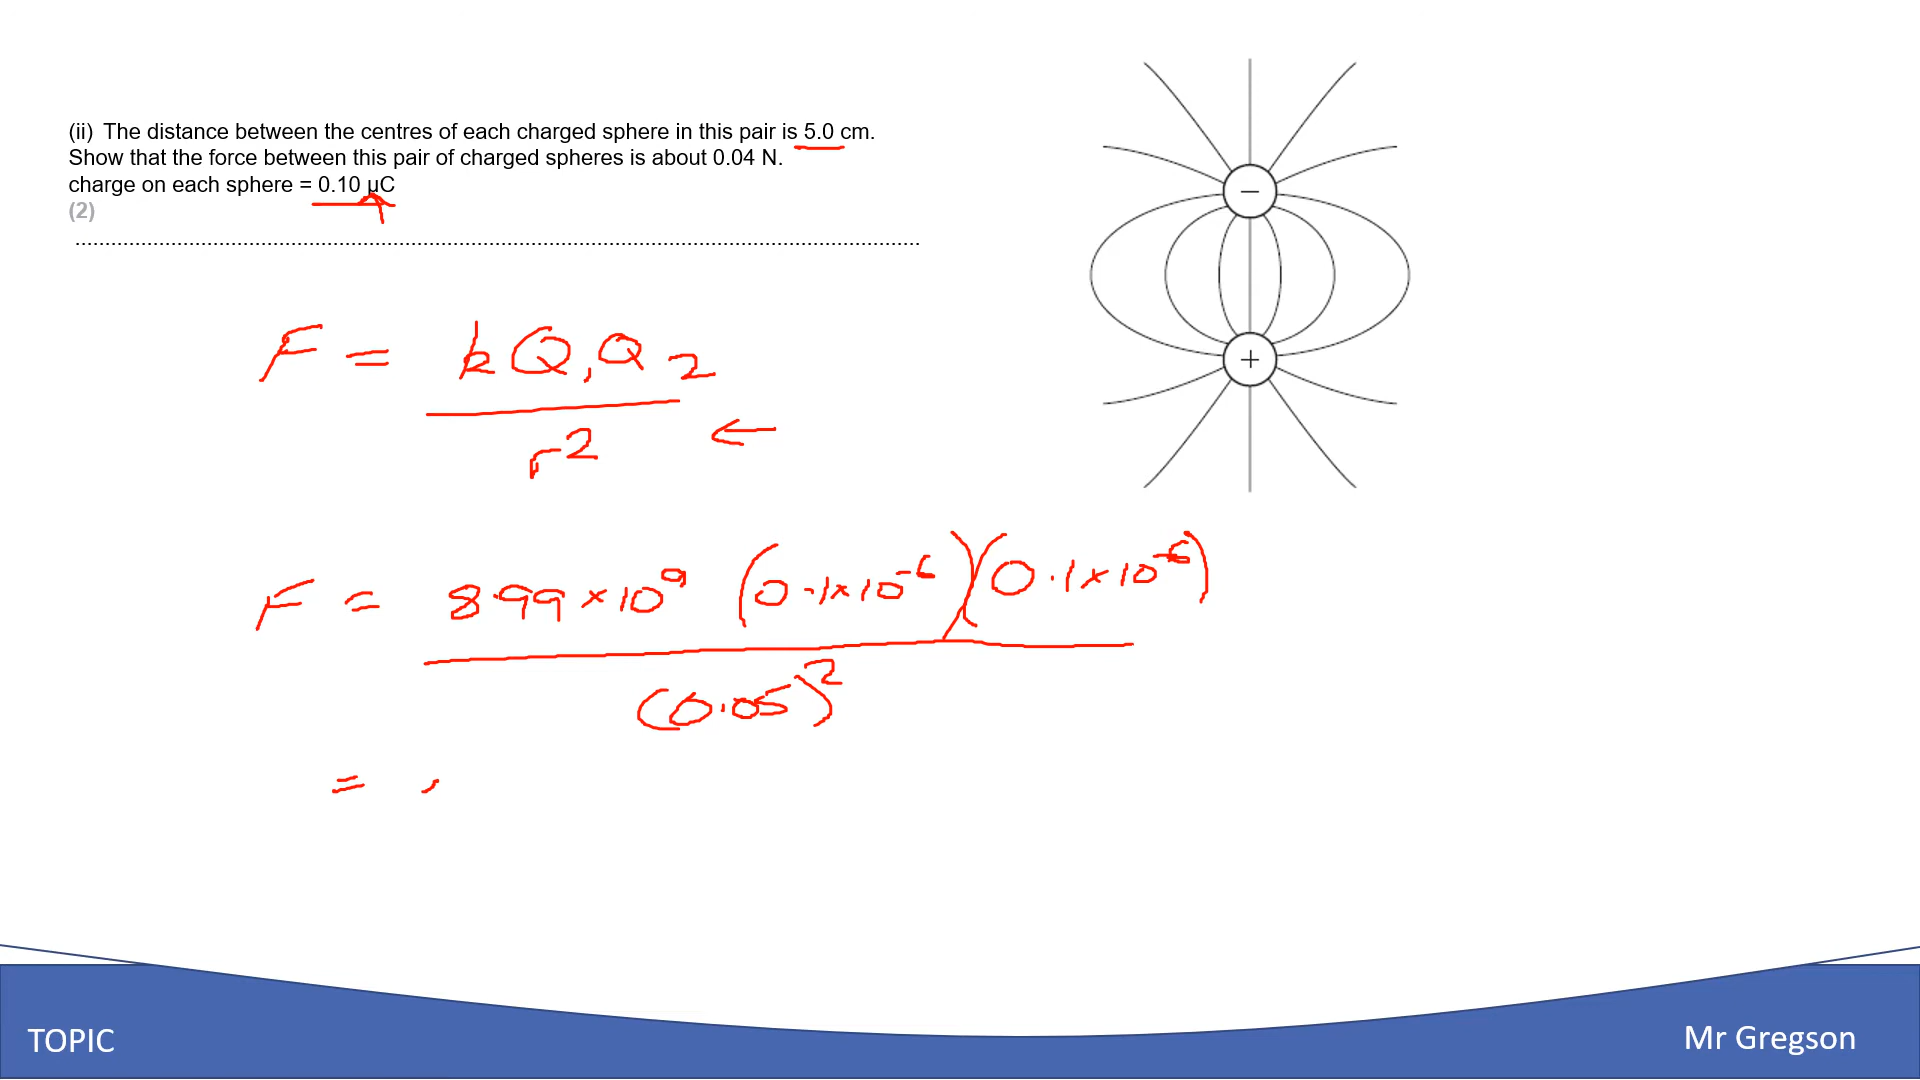 (ii) The distance between the centres of each charged sphere in this pair is 5.0 cm.
Show that the force between this pair of charged spheres is about 0.04 N.
charge on each sphere = 0.10 µC
(2)
F = kQ₁Q₂
r²
F = 8.99 × 10⁹ (0.1×10⁻⁶)(0.1×10⁻⁶)
(0.05)²
=
−
+
TOPIC
Mr Gregson